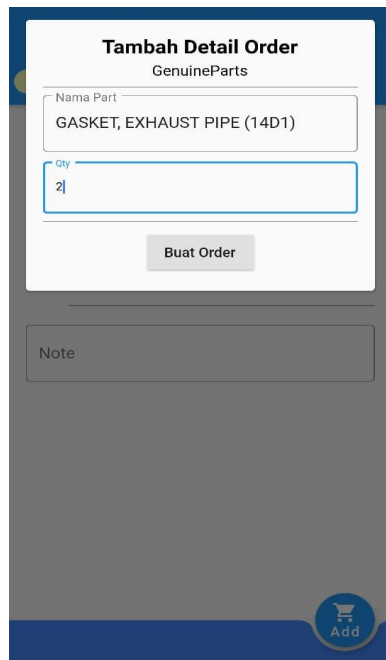 Tambah Detail Order
GenuineParts
Nama Part
GASKET, EXHAUST PIPE (14D1)
Qty
2
Buat Order
Note
Add